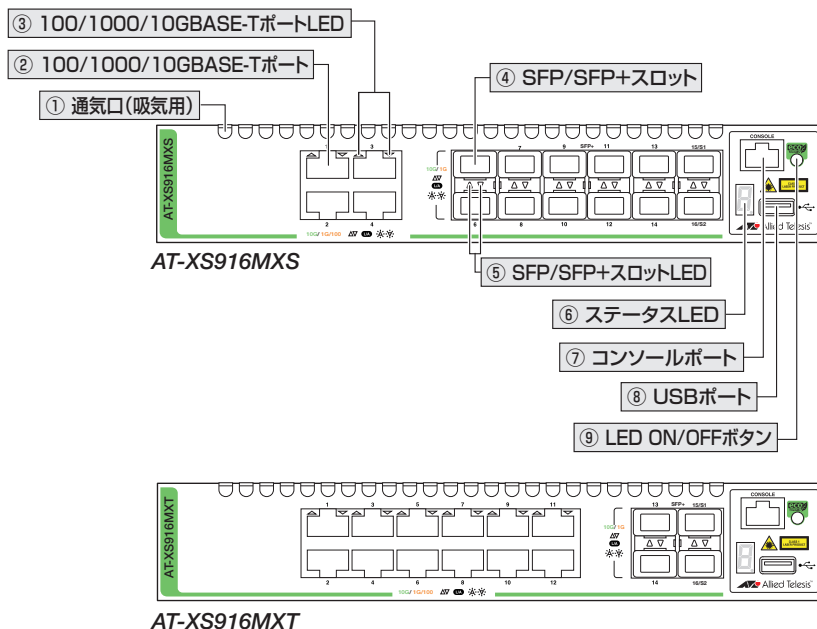 ③ 100/1000/10GBASE-TポートLED
② 100/1000/10GBASE-Tポート
④ SFP/SFP+スロット
① 通気口(吸気用)
AT-XS916MXS
1 3 7 9 SFP+ 11 13 15/S1
CONSOLE
eco
10G/1G
L/A
2 4 6 8 10 12 14 16/S2
10G/1G/100 L/A
Allied Telesis
AT-XS916MXS
⑤ SFP/SFP+スロットLED
⑥ ステータスLED
⑦ コンソールポート
⑧ USBポート
⑨ LED ON/OFFボタン
AT-XS916MXT
1 3 5 7 9 11 13 SFP+ 15/S1
CONSOLE
eco
10G/1G
L/A
2 4 6 8 10 12 14 16/S2
10G/1G/100 L/A
Allied Telesis
AT-XS916MXT